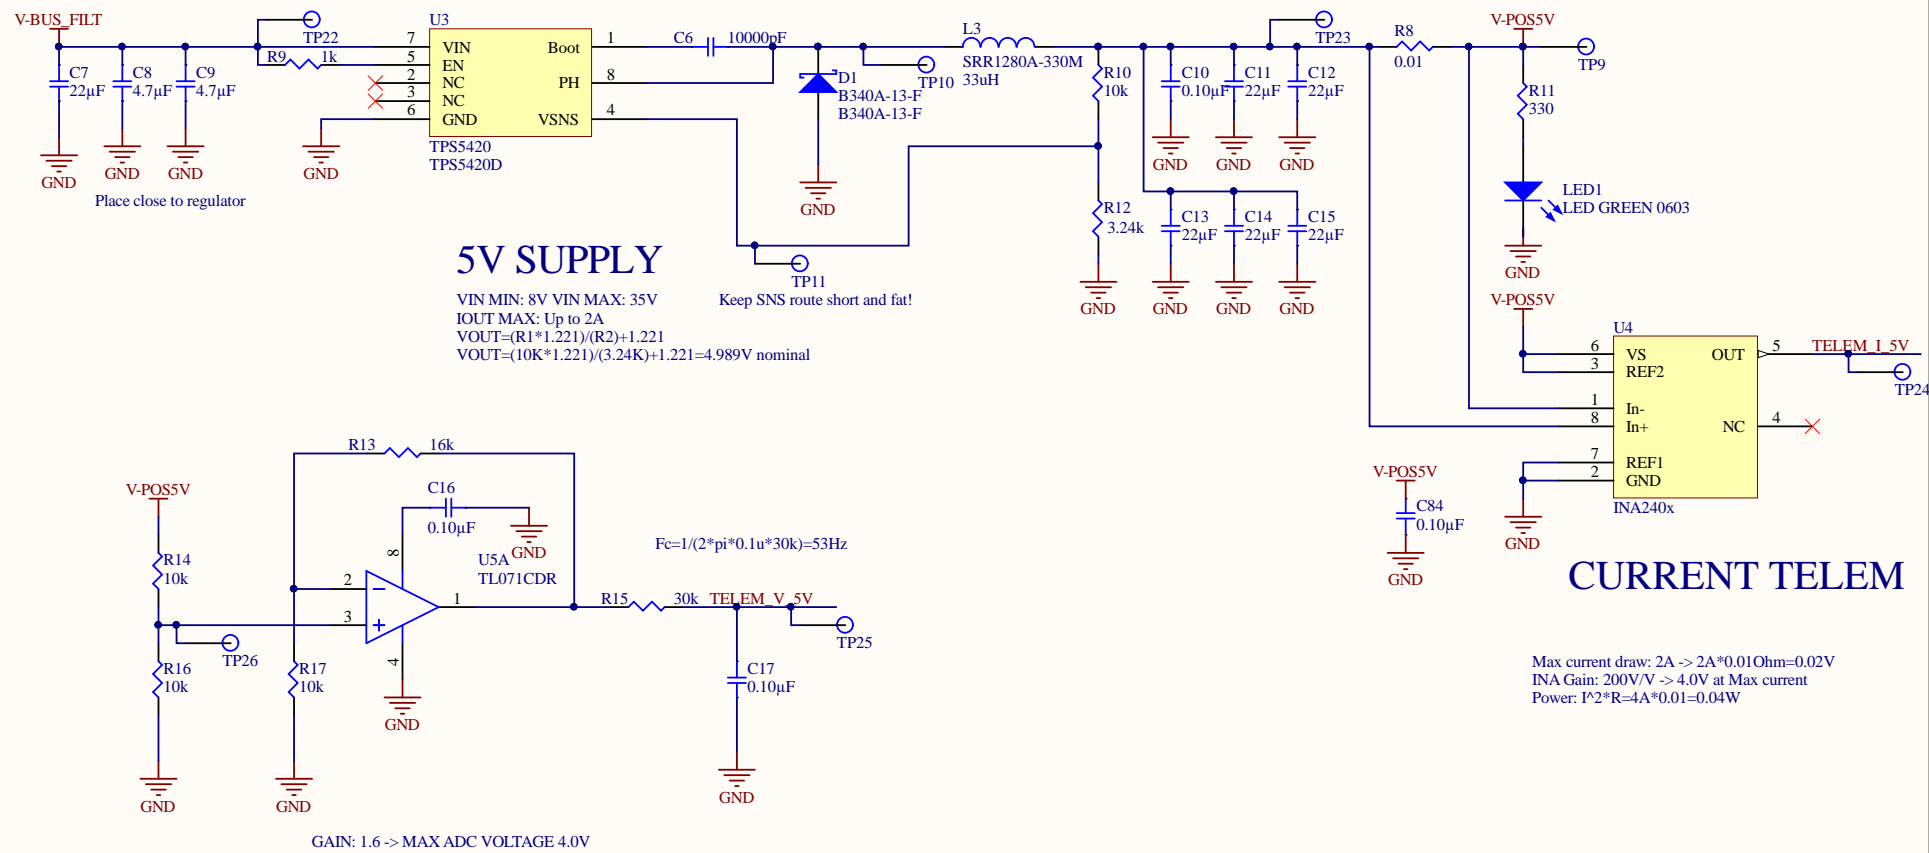 V-BUS_FILT
TP22
R9
1k
C7
22µF
C8
4.7µF
C9
4.7µF
GND
GND
GND
Place close to regulator
GND
U3
7
5
2
3
6
VIN
EN
NC
NC
GND
Boot
PH
VSNS
1
8
4
TPS5420
TPS5420D
C6
10000pF
D1
B340A-13-F
B340A-13-F
GND
TP10
L3
SRR1280A-330M
33uH
R10
10k
R12
3.24k
GND
C10
0.10µF
C11
22µF
C12
22µF
GND
GND
GND
C13
22µF
C14
22µF
C15
22µF
GND
GND
GND
TP23
R8
0.01
V-POS5V
TP9
R11
330
LED1
LED GREEN 0603
GND
5V SUPPLY
VIN MIN: 8V VIN MAX: 35V
IOUT MAX: Up to 2A
VOUT=(R1*1.221)/(R2)+1.221
VOUT=(10K*1.221)/(3.24K)+1.221=4.989V nominal
TP11
Keep SNS route short and fat!
V-POS5V
U4
6
3
1
8
7
2
VS
REF2
In-
In+
REF1
GND
OUT
NC
5
4
INA240x
TELEM_I_5V
TP24
GND
V-POS5V
C84
0.10µF
GND
CURRENT TELEM
Max current draw: 2A -> 2A*0.01Ohm=0.02V
INA Gain: 200V/V -> 4.0V at Max current
Power: I^2*R=4A*0.01=0.04W
R13
16k
V-POS5V
R14
10k
R16
10k
GND
TP26
R17
10k
GND
C16
0.10µF
GND
U5A
TL071CDR
8
2
3
1
4
GND
Fc=1/(2*pi*0.1u*30k)=53Hz
R15
30k
TELEM_V_5V
TP25
C17
0.10µF
GND
GAIN: 1.6 -> MAX ADC VOLTAGE 4.0V